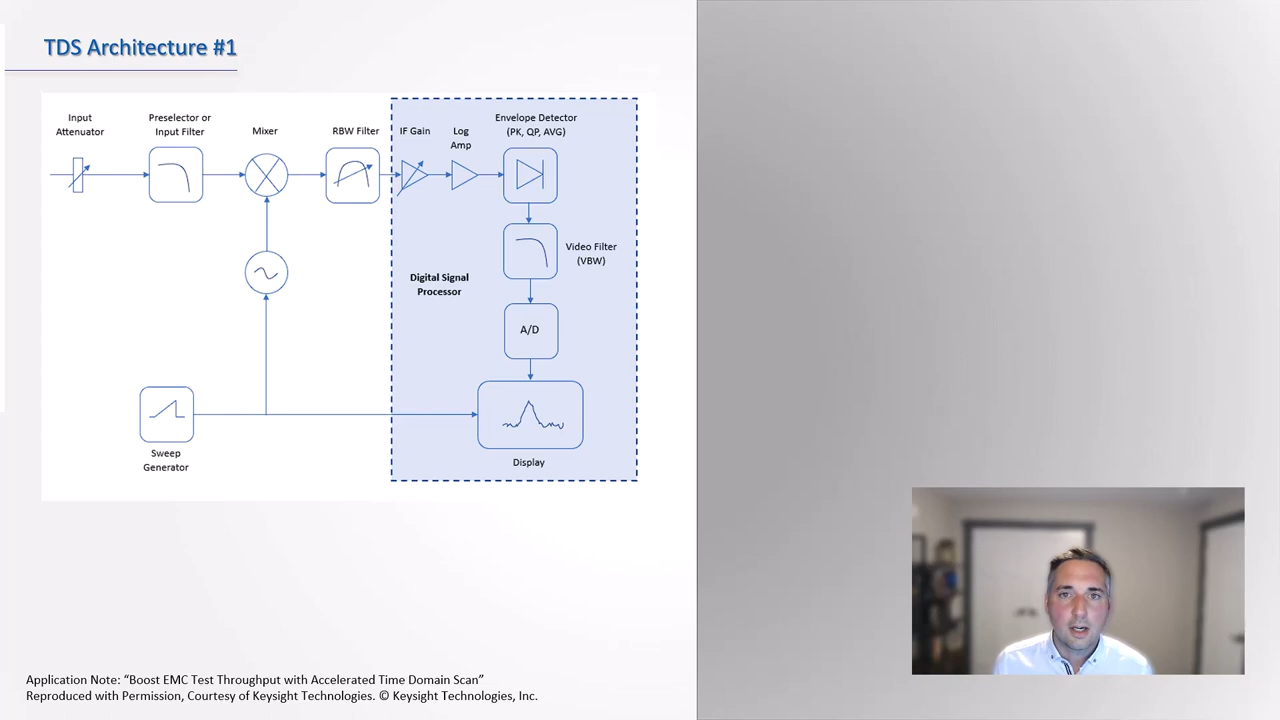 TDS Architecture #1
Input
Attenuator
Preselector or
Input Filter
Mixer
RBW Filter
IF Gain
Log
Amp
Envelope Detector
(PK, QP, AVG)
Video Filter
(VBW)
Digital Signal
Processor
A/D
Sweep
Generator
Display
Application Note: “Boost EMC Test Throughput with Accelerated Time Domain Scan”
Reproduced with Permission, Courtesy of Keysight Technologies. © Keysight Technologies, Inc.